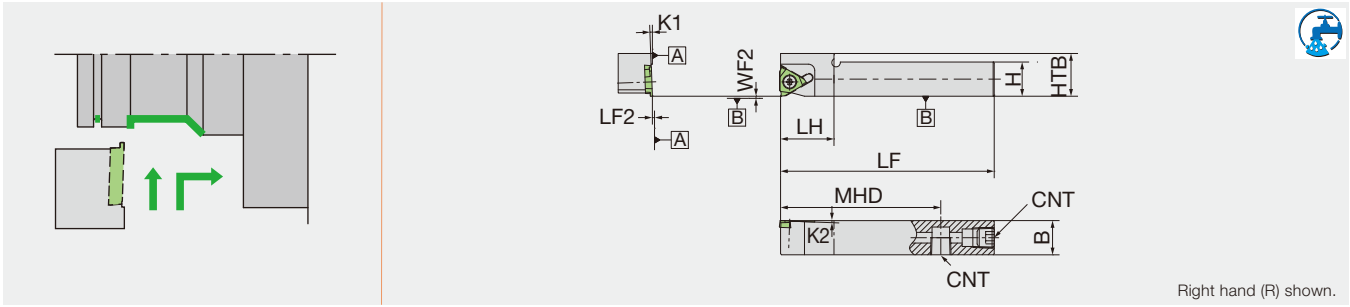 K1
A
WF2
H
HTB
LF2
B
B
A
LH
LF
MHD
CNT
K2
B
CNT
Right hand (R) shown.